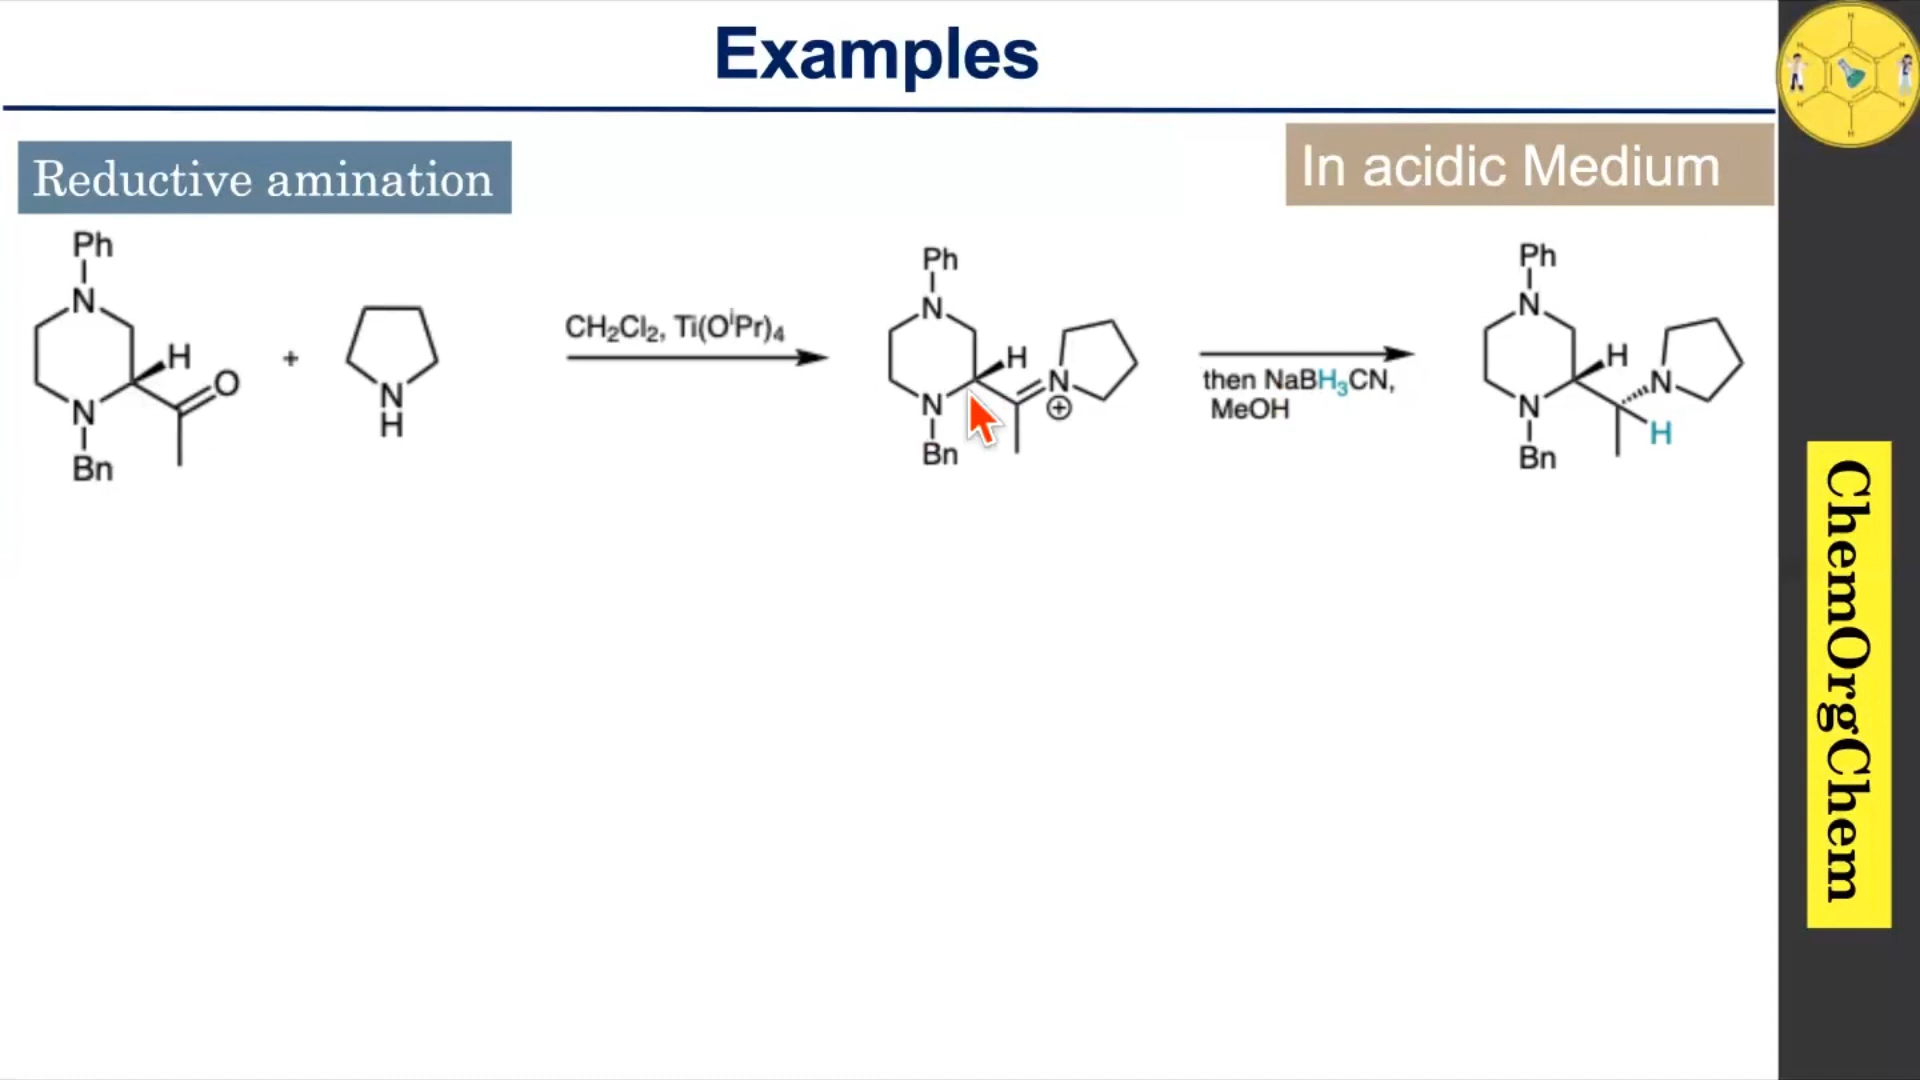 Examples
Reductive amination
In acidic Medium
Ph
N
H
O
N
Bn
+
N
H
CH₂Cl₂, Ti(OⁱPr)₄
Ph
N
H
N
⊕
N
Bn
then NaBH₃CN,
MeOH
Ph
N
H
N
N
H
Bn
ChemOrgChem